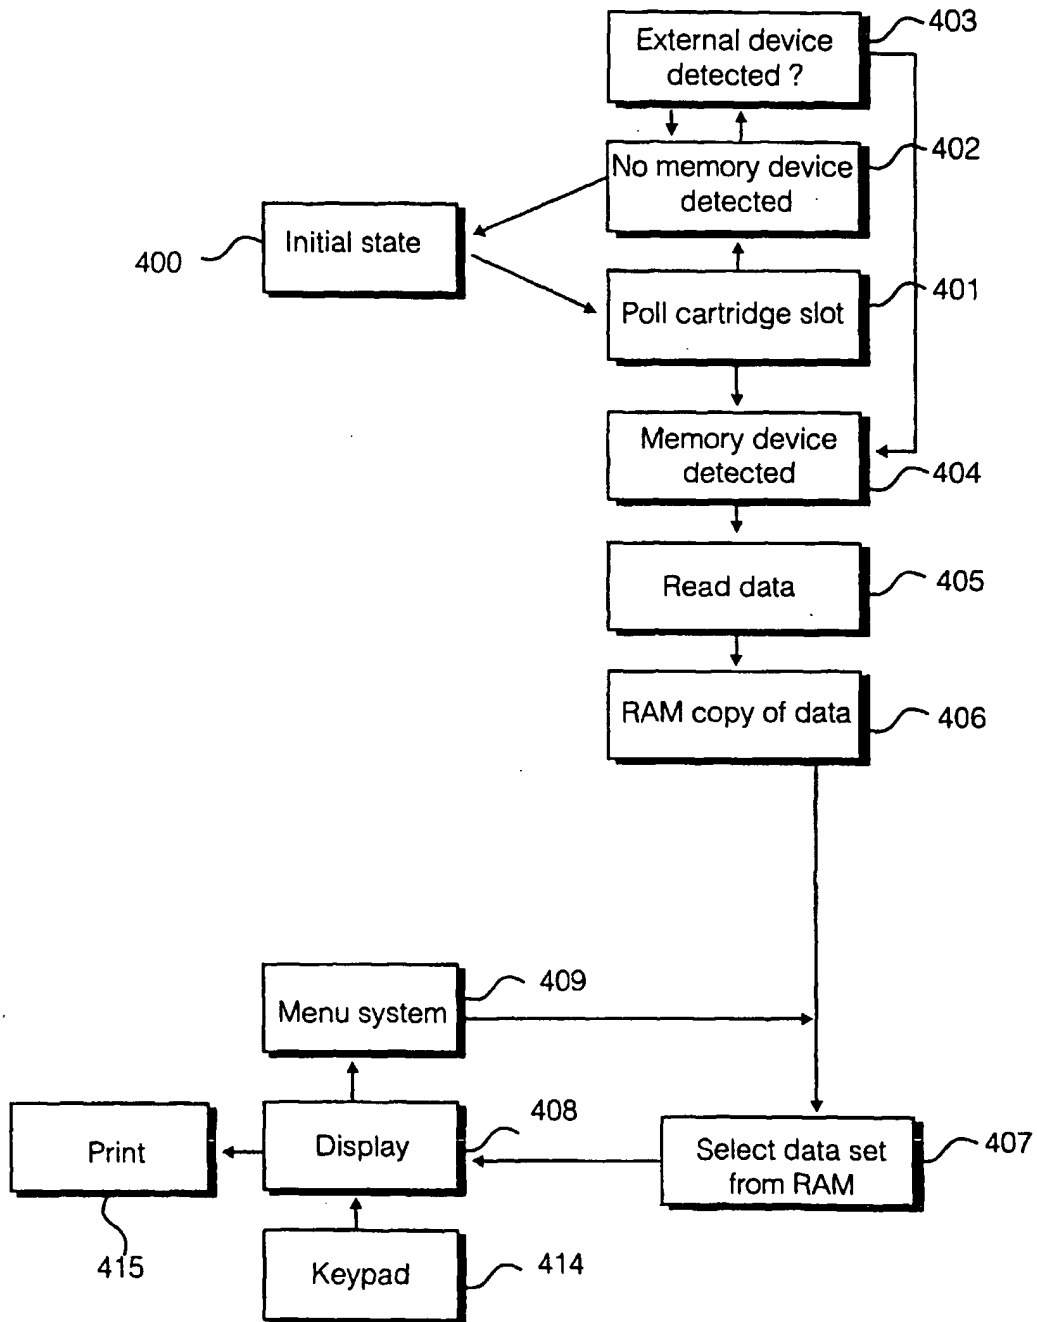 External device
detected ?
403
No memory device
detected
402
Initial state
400
Poll cartridge slot
401
Memory device
detected
404
Read data
405
RAM copy of data
406
Menu system
409
Print
415
Display
408
Select data set
from RAM
407
Keypad
414